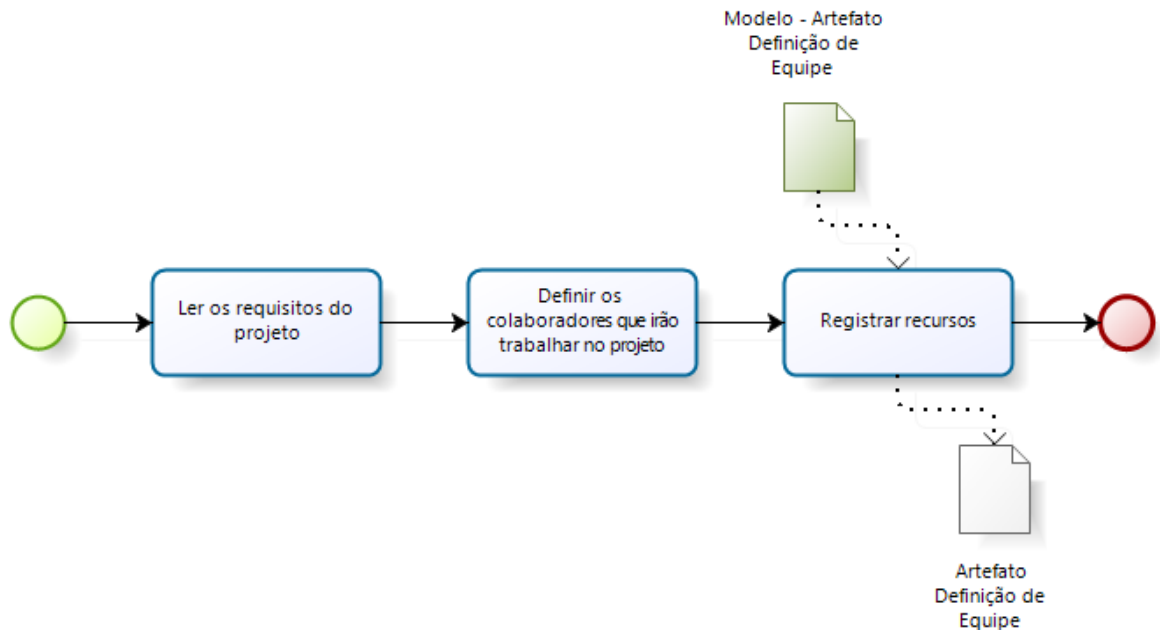 Modelo - Artefato
Definição de
Equipe
Ler os requisitos do
projeto
Definir os
colaboradores que irão
trabalhar no projeto
Registrar recursos
Artefato
Definição de
Equipe